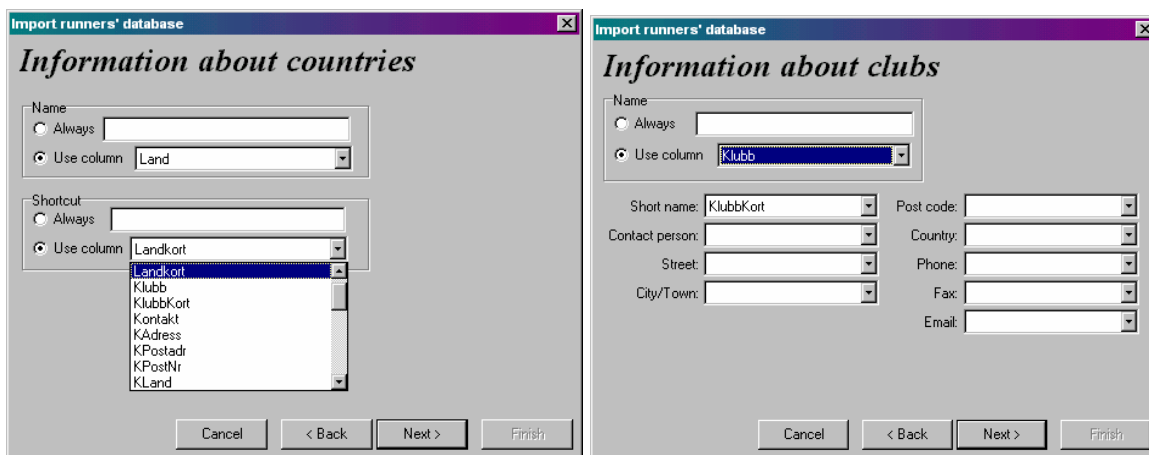 Import runners' database
Information about countries
Name
Always
Use column Land
Shortcut
Always
Use column Landkort
Landkort
Klubb
KlubbKort
Kontakt
KAdress
KPostadr
KPostNr
KLand
Cancel < Back Next > Finish
Import runners' database
Information about clubs
Name
Always
Use column Klubb
Short name: KlubbKort Post code:
Contact person: Country:
Street: Phone:
City/Town: Fax:
Email:
Cancel < Back Next > Finish